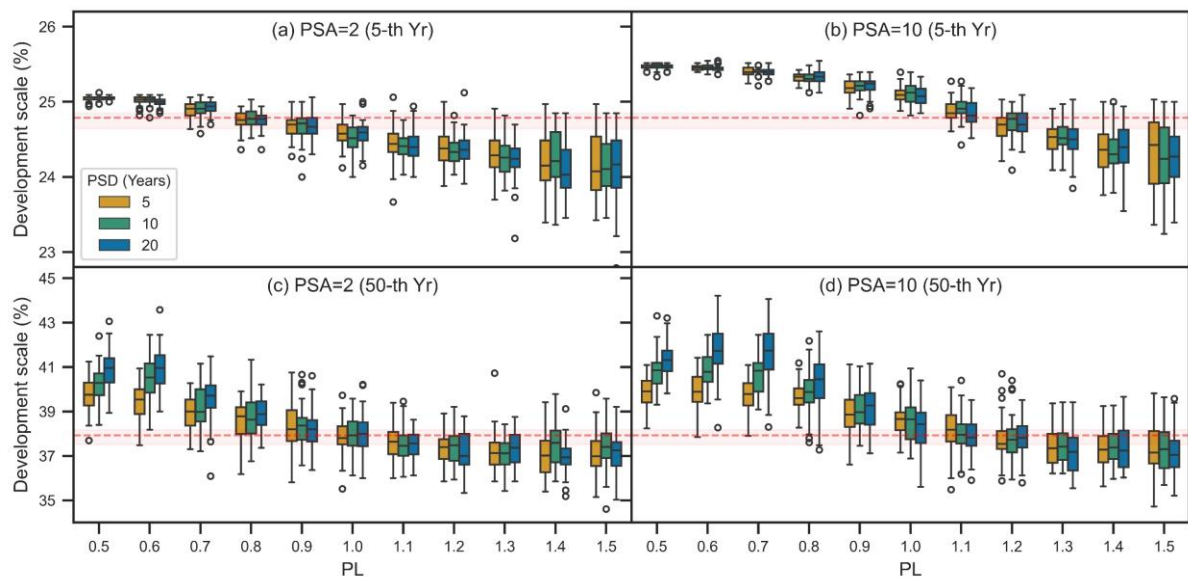 (a) PSA=2 (5-th Yr)
(b) PSA=10 (5-th Yr)
Development scale (%)
26
25
24
23
PSD (Years)
5
10
20
(c) PSA=2 (50-th Yr)
(d) PSA=10 (50-th Yr)
Development scale (%)
45
43
41
39
37
35
0.5 0.6 0.7 0.8 0.9 1.0 1.1 1.2 1.3 1.4 1.5
0.5 0.6 0.7 0.8 0.9 1.0 1.1 1.2 1.3 1.4 1.5
PL
PL